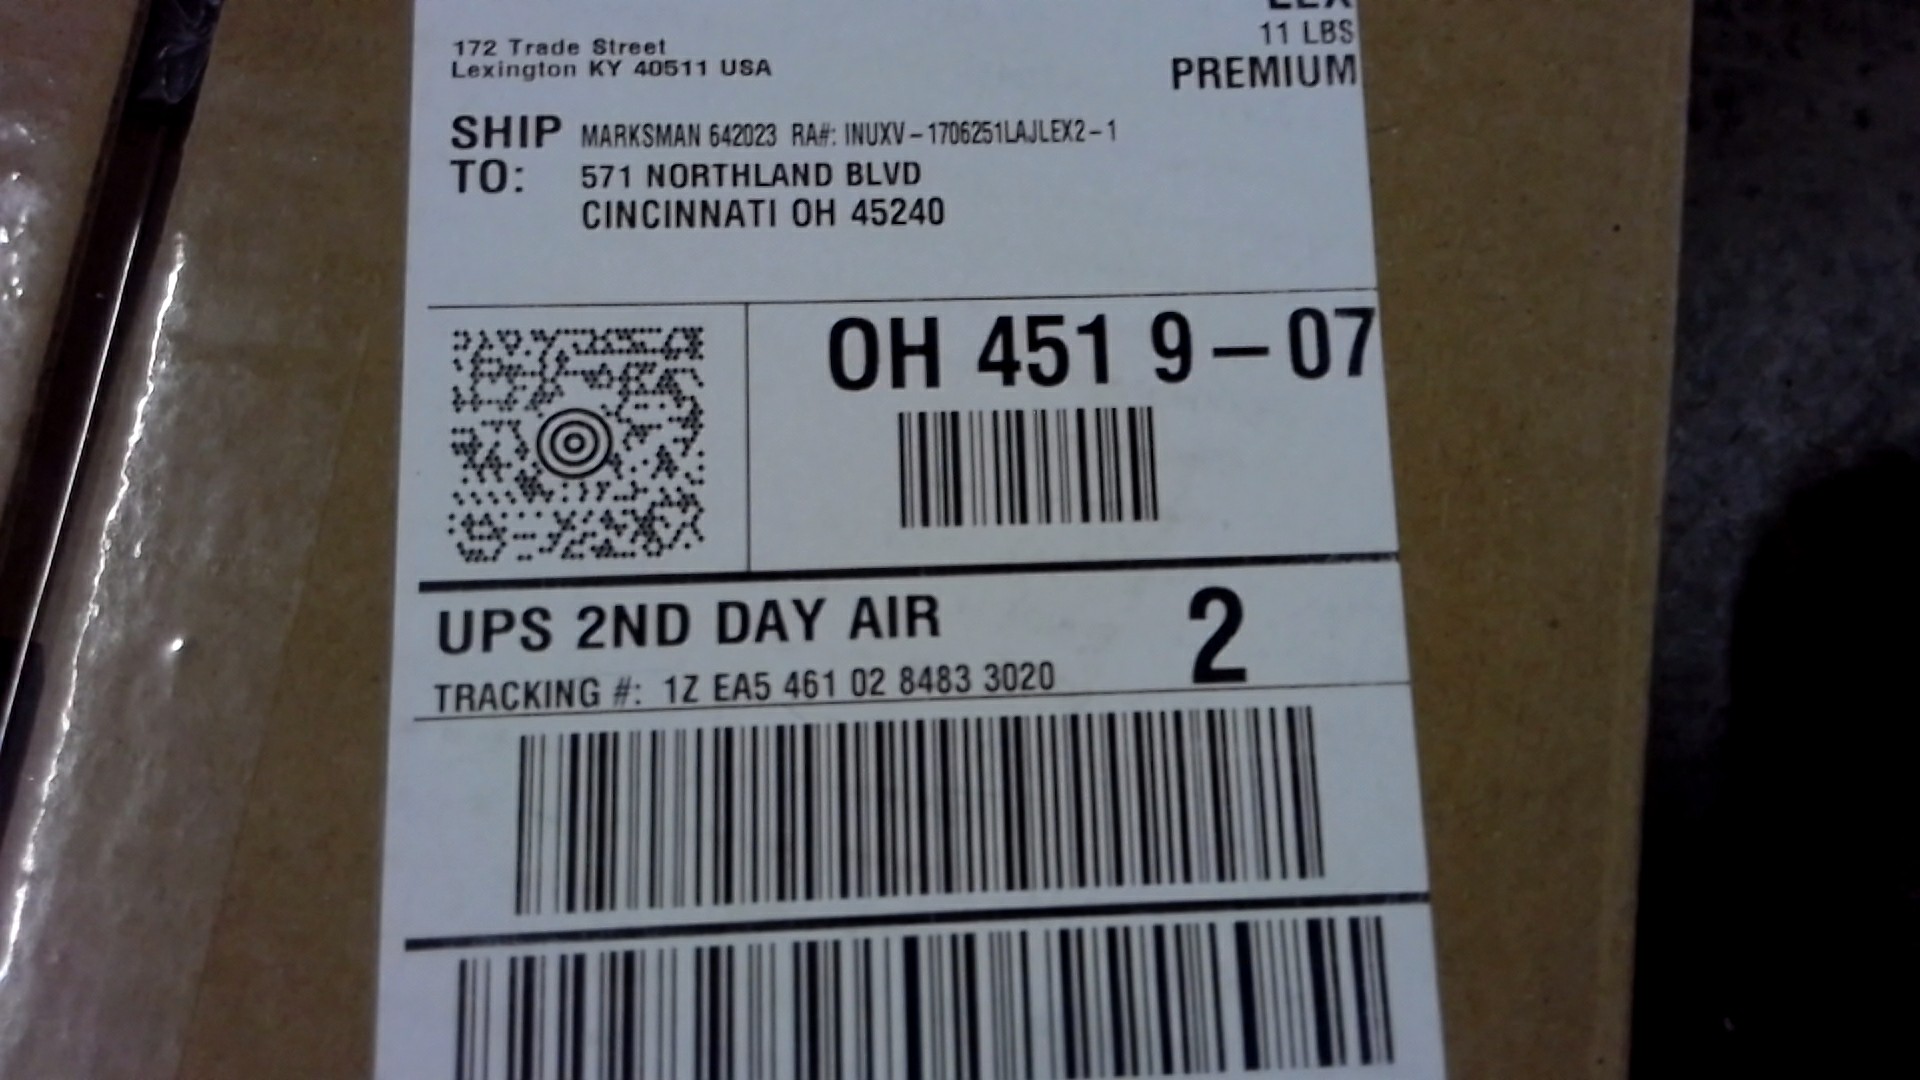 172 Trade Street
Lexington KY 40511 USA
LEX
11 LBS
PREMIUM
SHIP TO:
MARKSMAN 642023 RA#: INUXV-1706251LAJLEX2-1
571 NORTHLAND BLVD
CINCINNATI OH 45240
OH 451 9-07
UPS 2ND DAY AIR
2
TRACKING #: 1Z EA5 461 02 8483 3020